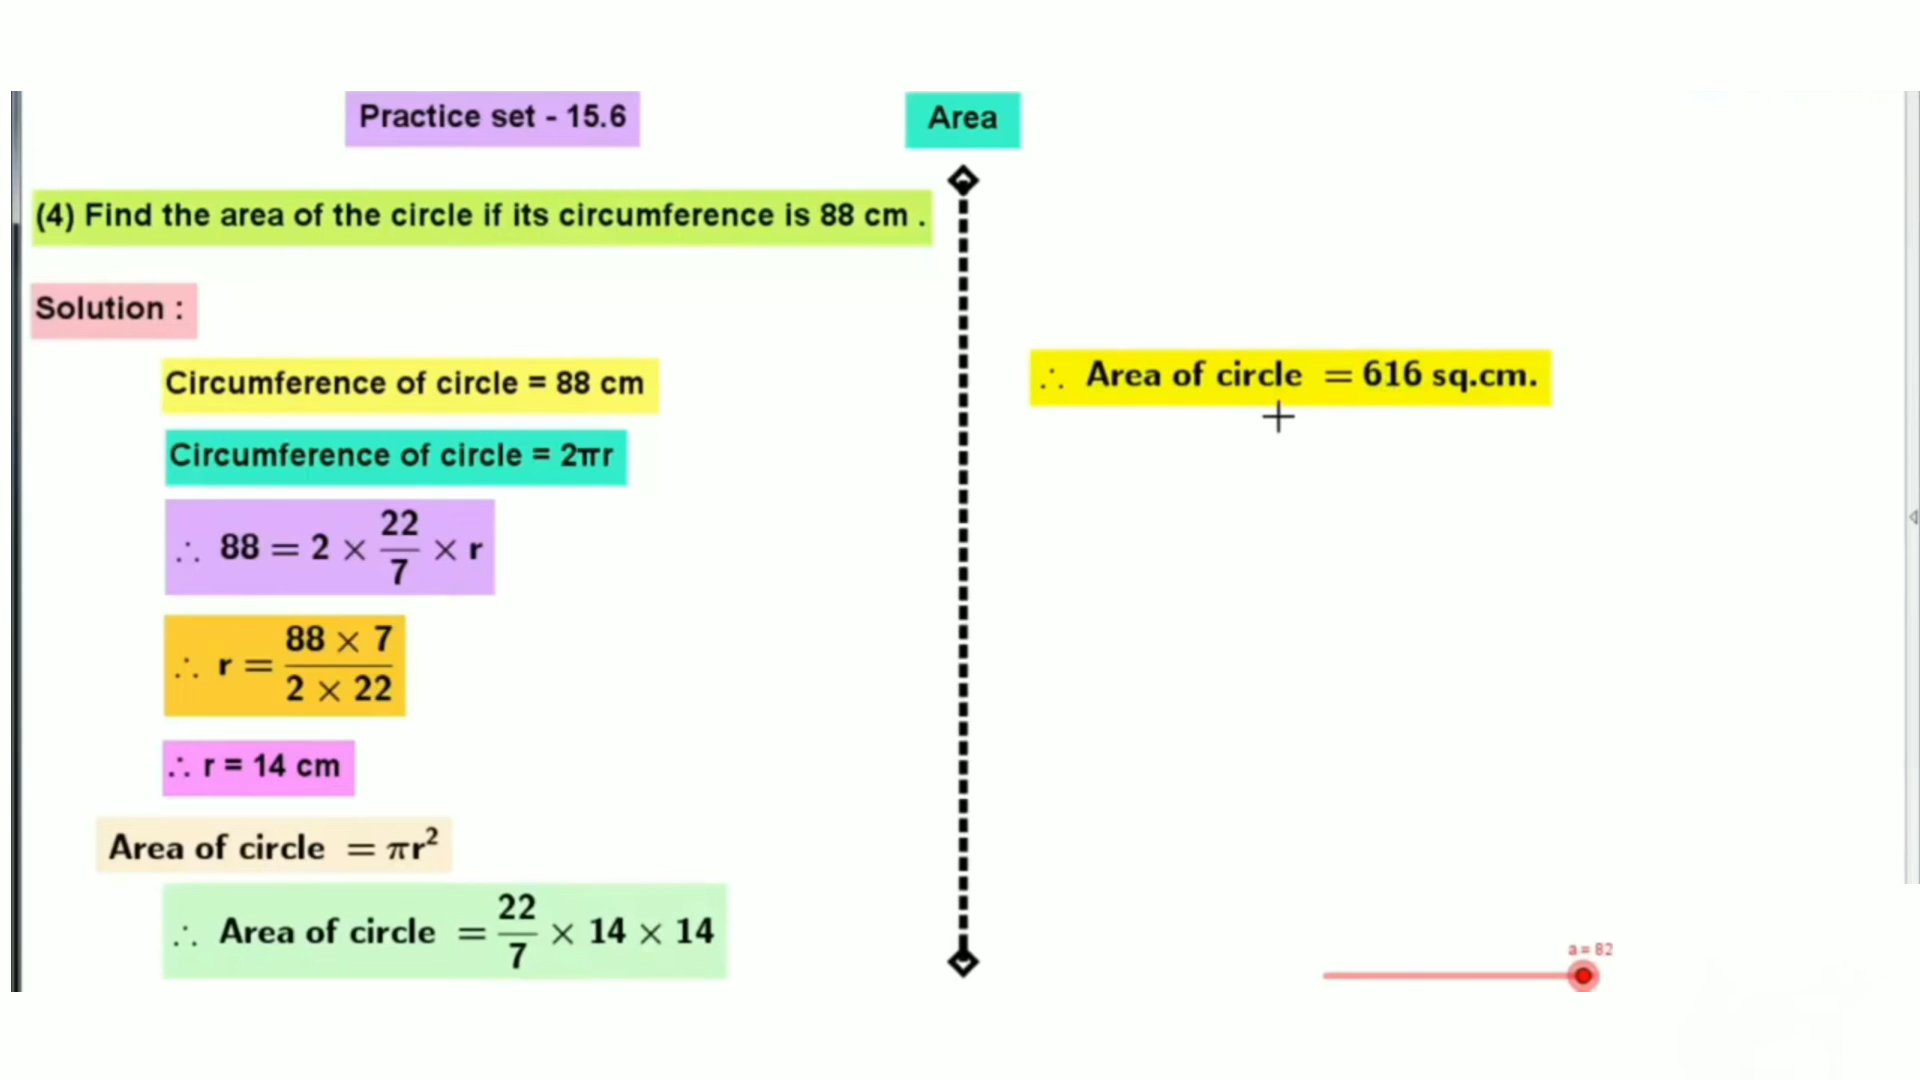 Practice set - 15.6
Area
(4) Find the area of the circle if its circumference is 88 cm .
Solution :
Circumference of circle = 88 cm
Circumference of circle = 2πr
∴ 88 = 2 × 22/7 × r
∴ r = 88 × 7 / 2 × 22
∴ r = 14 cm
Area of circle = πr²
∴ Area of circle = 22/7 × 14 × 14
∴ Area of circle = 616 sq.cm.
a = 82